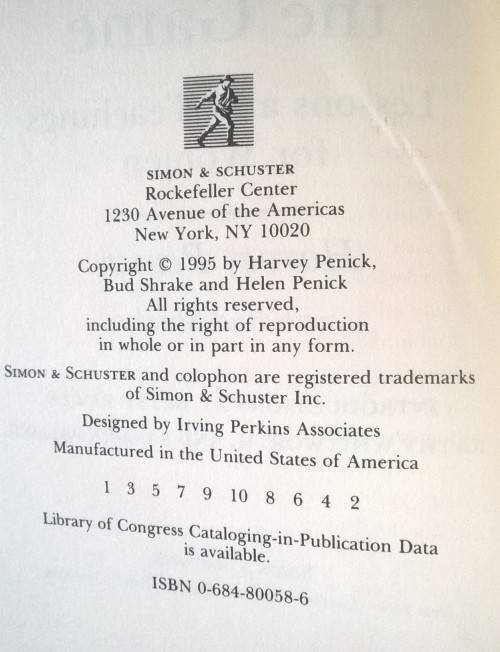 SIMON & SCHUSTER
Rockefeller Center
1230 Avenue of the Americas
New York, NY 10020
Copyright © 1995 by Harvey Penick,
Bud Shrake and Helen Penick
All rights reserved,
including the right of reproduction
in whole or in part in any form.
SIMON & SCHUSTER and colophon are registered trademarks
of Simon & Schuster Inc.
Designed by Irving Perkins Associates
Manufactured in the United States of America
1 3 5 7 9 10 8 6 4 2
Library of Congress Cataloging-in-Publication Data
is available.
ISBN 0-684-80058-6